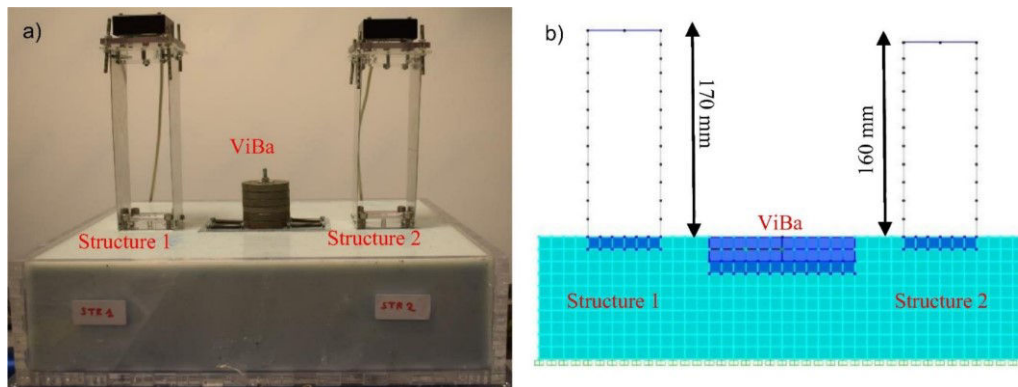 a)
ViBa
Structure 1
Structure 2
STR 1
STR 2
b)
170 mm
160 mm
ViBa
Structure 1
Structure 2